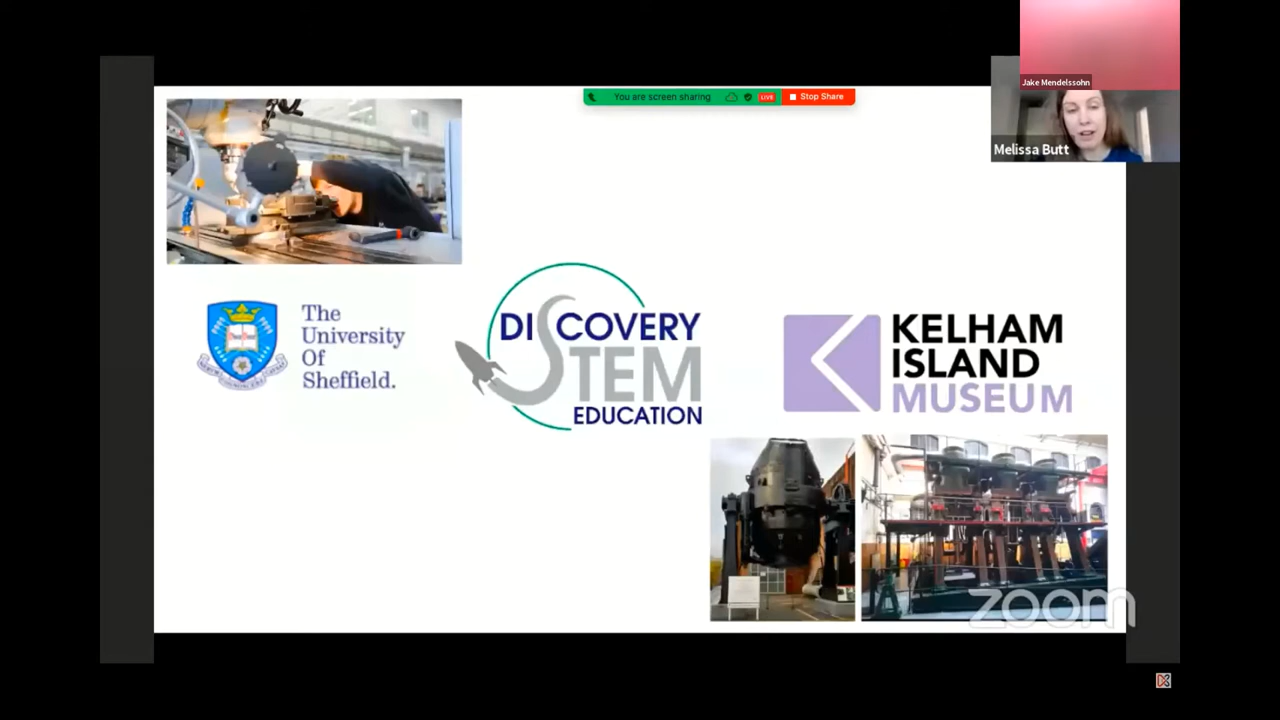 Jake Mendelssohn
You are screen sharing
LIVE
Stop Share
Melissa Butt
The
University
Of
Sheffield.
DISCOVERY
STEM
EDUCATION
KELHAM
ISLAND
MUSEUM
zoom